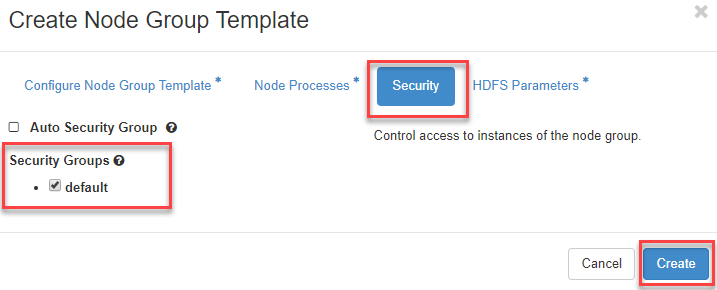 Create Node Group Template
×
Configure Node Group Template * Node Processes * Security HDFS Parameters *
Auto Security Group ?
Control access to instances of the node group.
Security Groups ?
default
Cancel Create